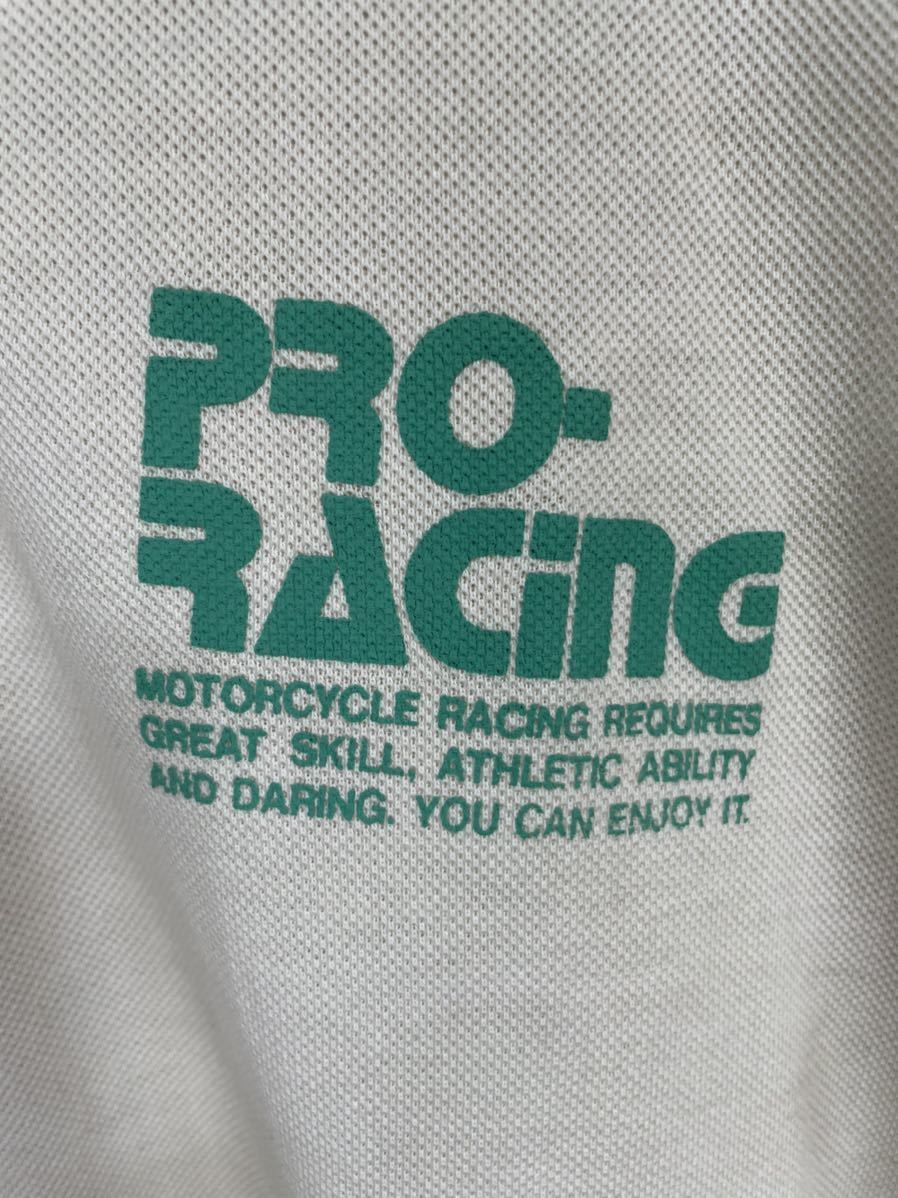 PRO-
RACiNG
MOTORCYCLE RACING REQUIRES
GREAT SKILL, ATHLETIC ABILITY
AND DARING. YOU CAN ENJOY IT.